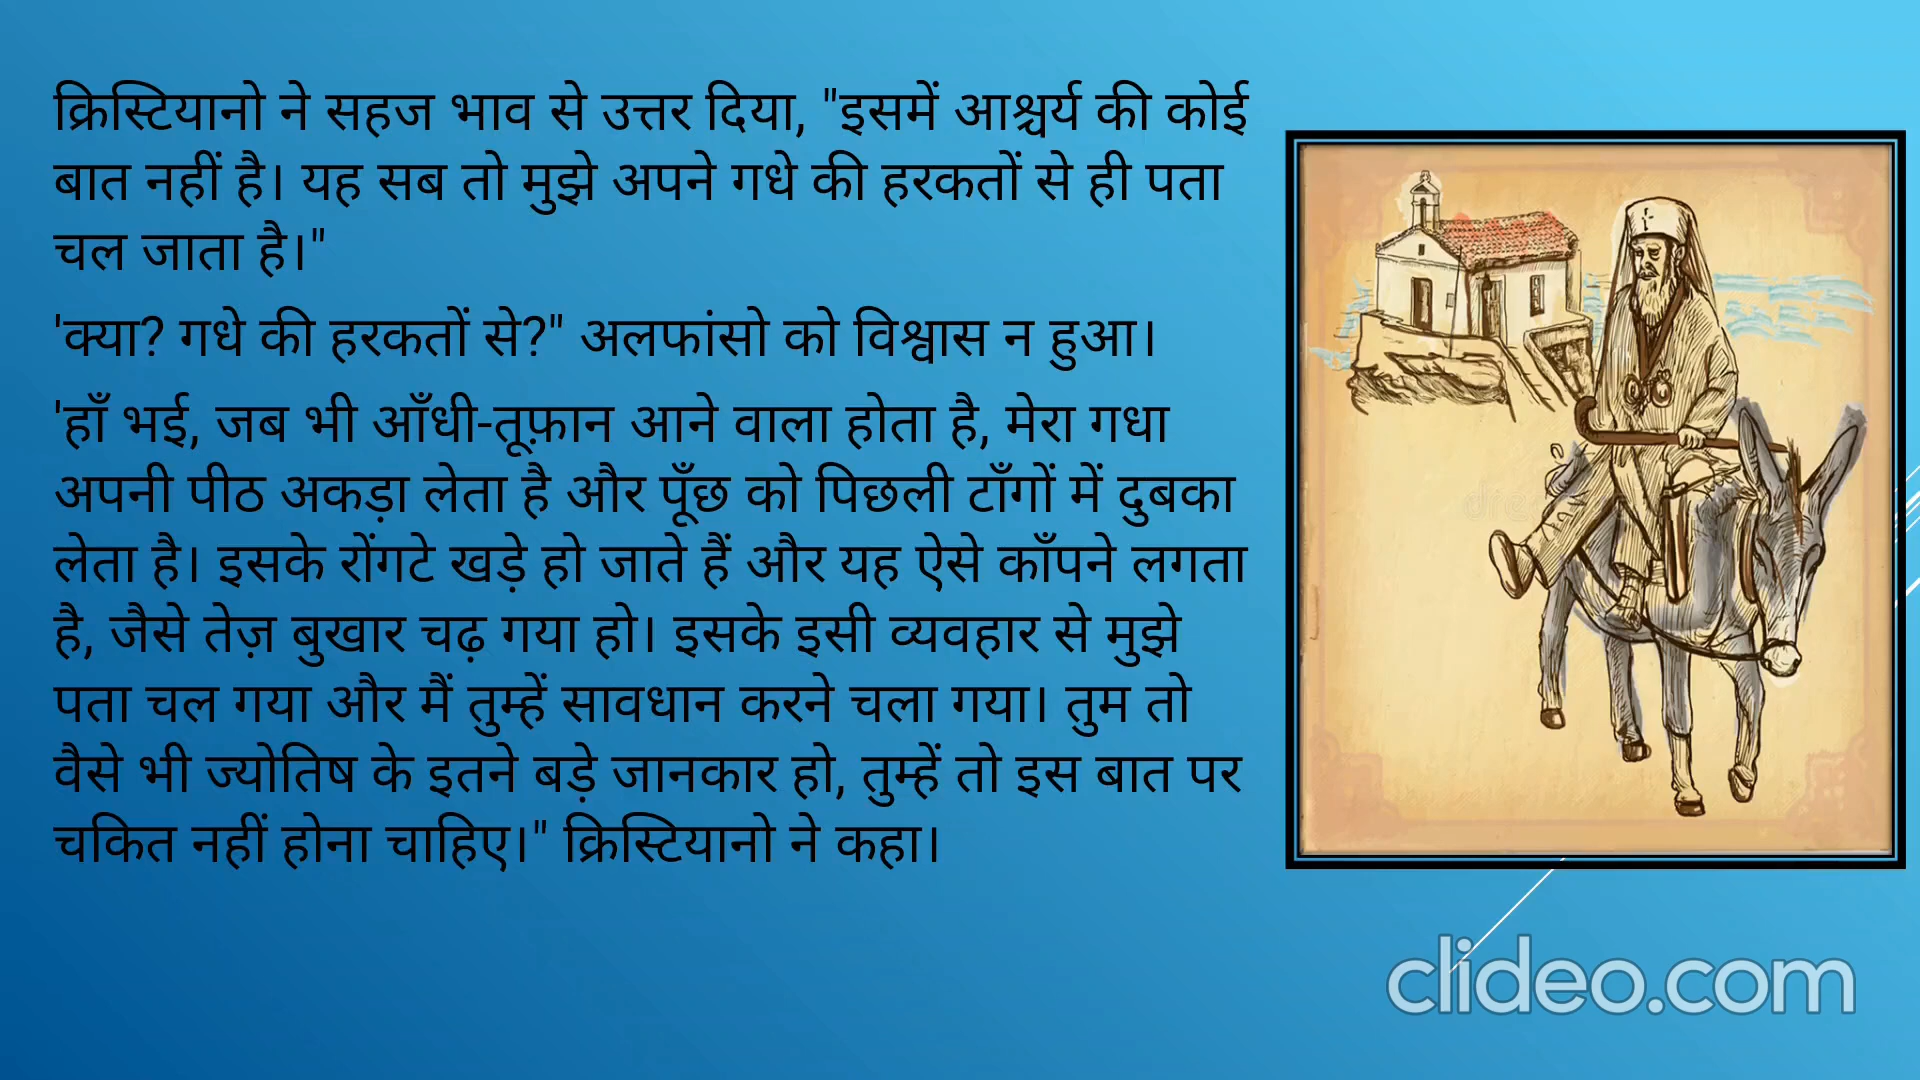 क्रिस्टियानो ने सहज भाव से उत्तर दिया, "इसमें आश्चर्य की कोई
बात नहीं है। यह सब तो मुझे अपने गधे की हरकतों से ही पता
चल जाता है।"
'क्या? गधे की हरकतों से?" अलफांसो को विश्वास न हुआ।
'हाँ भई, जब भी आँधी-तूफ़ान आने वाला होता है, मेरा गधा
अपनी पीठ अकड़ा लेता है और पूँछ को पिछली टाँगों में दुबका
लेता है। इसके रोंगटे खड़े हो जाते हैं और यह ऐसे काँपने लगता
है, जैसे तेज़ बुखार चढ़ गया हो। इसके इसी व्यवहार से मुझे
पता चल गया और मैं तुम्हें सावधान करने चला गया। तुम तो
वैसे भी ज्योतिष के इतने बड़े जानकार हो, तुम्हें तो इस बात पर
चकित नहीं होना चाहिए।" क्रिस्टियानो ने कहा।
clideo.com